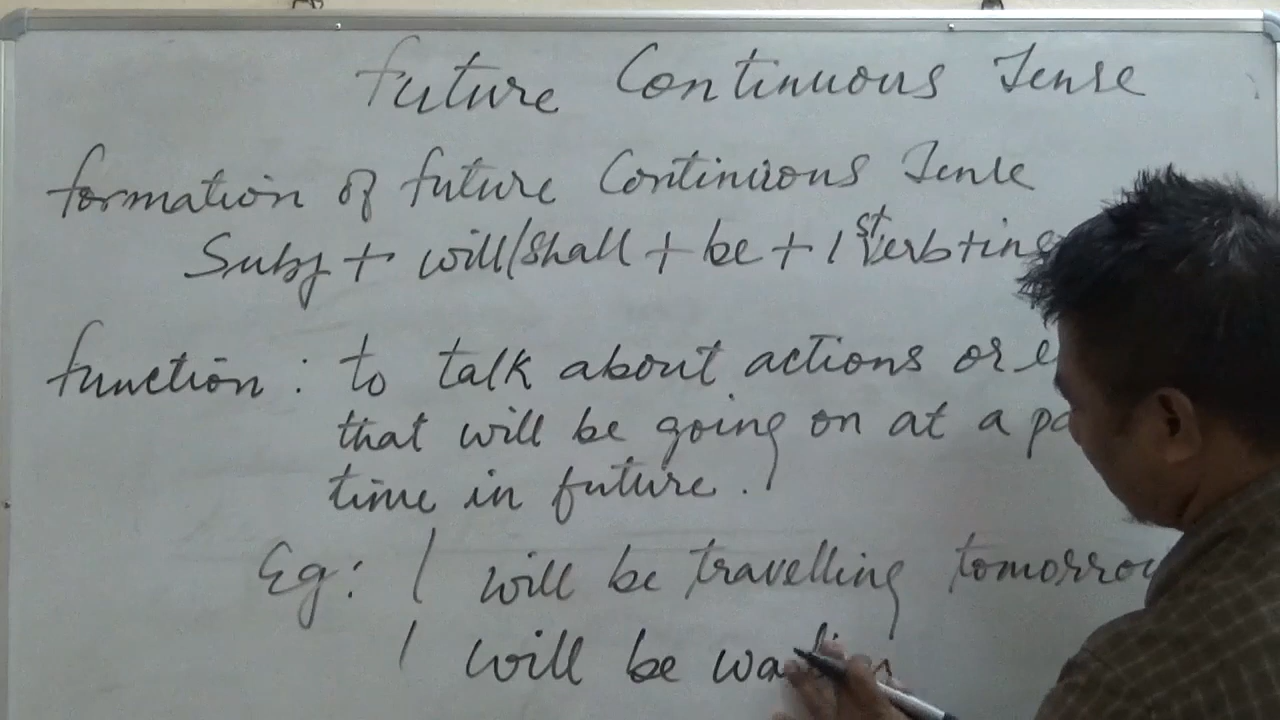 Future Continuous Tense
formation of future Continuous Tense
Subj + will/shall + be + 1st Verb + ing
function : to talk about actions or
that will be going on at a
time in future.
Eg: I will be travelling tomorrow
I will be